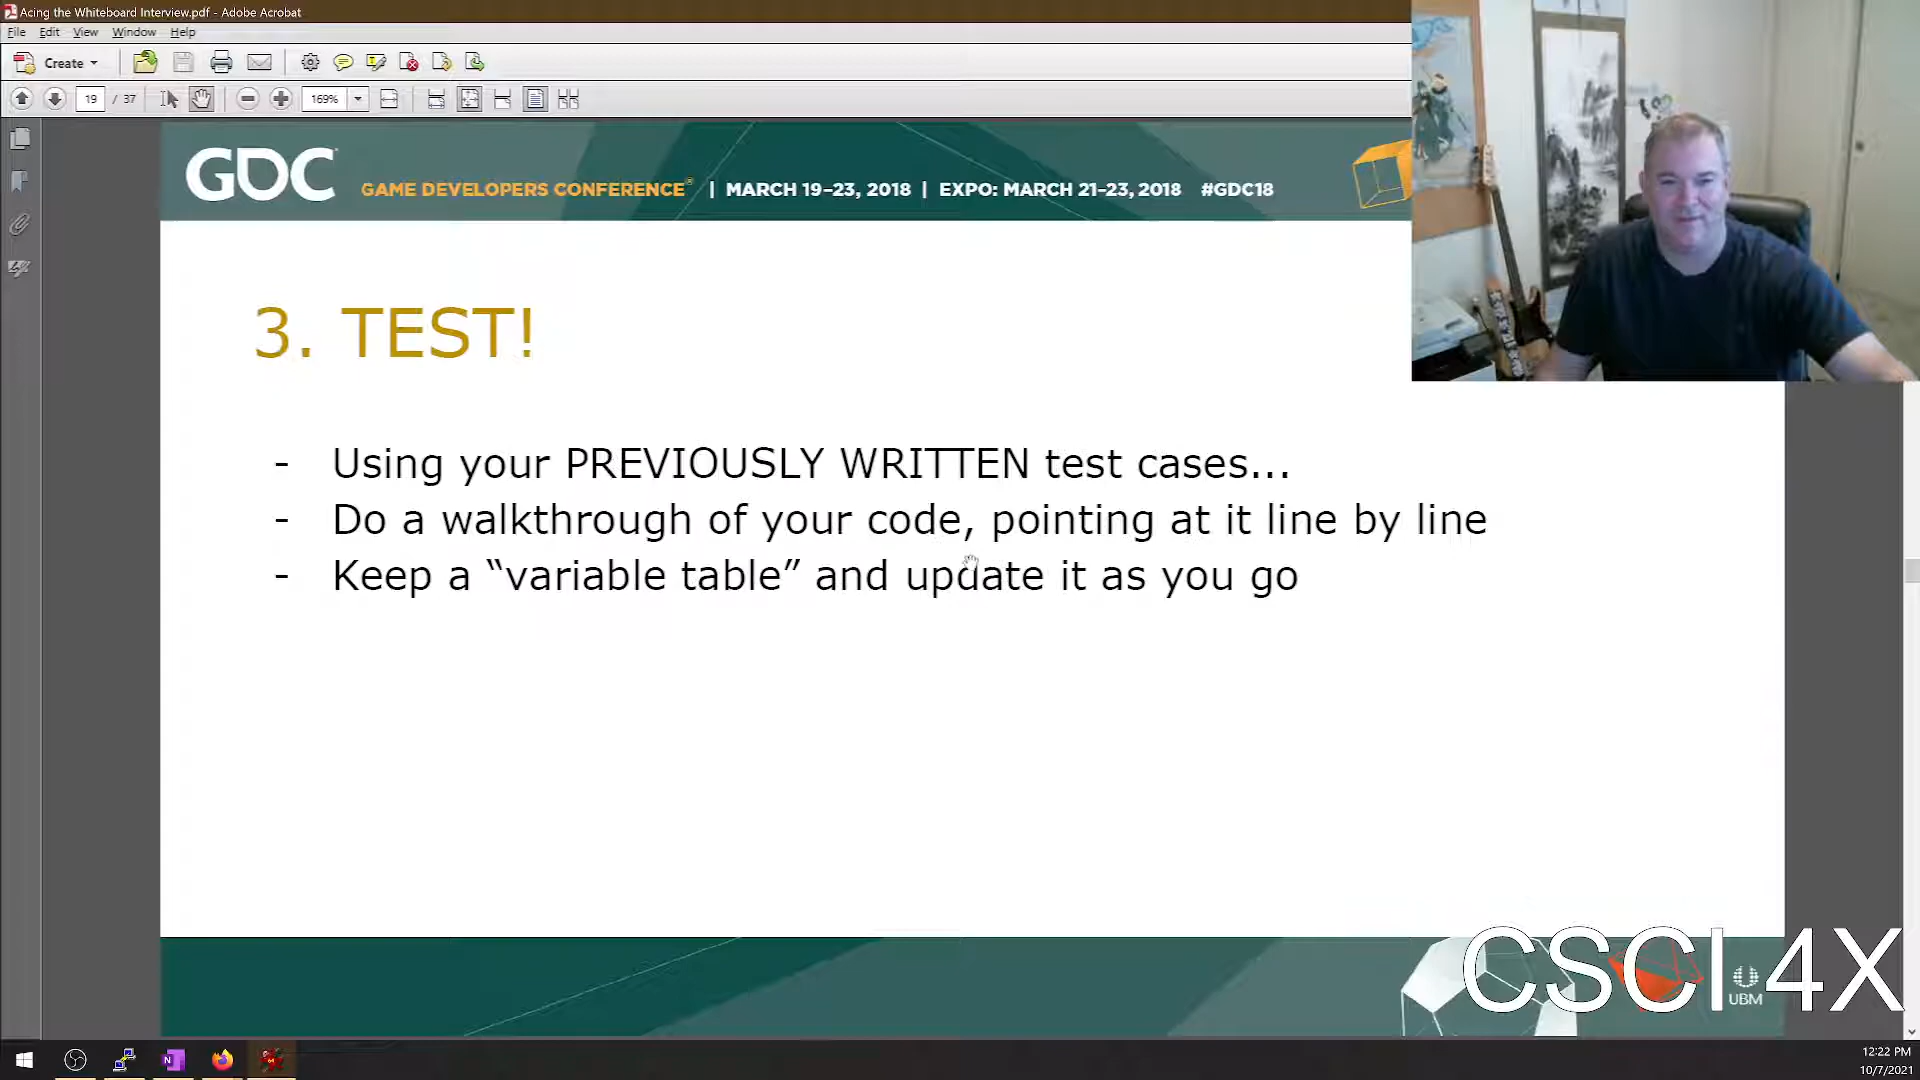 Acing the Whiteboard Interview.pdf - Adobe Acrobat
File Edit View Window Help
Create
19 / 37 169%
GDC GAME DEVELOPERS CONFERENCE® | MARCH 19–23, 2018 | EXPO: MARCH 21–23, 2018 #GDC18
3. TEST!
- Using your PREVIOUSLY WRITTEN test cases...
- Do a walkthrough of your code, pointing at it line by line
- Keep a “variable table” and update it as you go
CSCI 4X
UBM
12:22 PM
10/7/2021